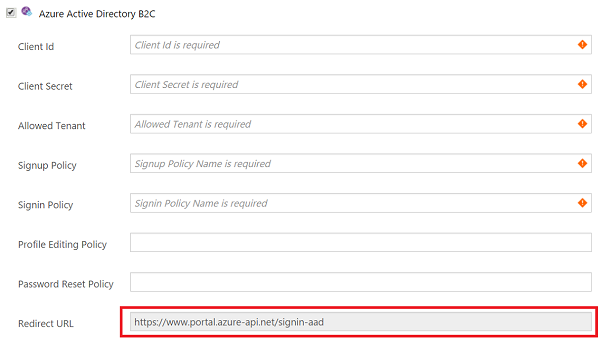 Azure Active Directory B2C
Client Id
Client Id is required
Client Secret
Client Secret is required
Allowed Tenant
Allowed Tenant is required
Signup Policy
Signup Policy Name is required
Signin Policy
Signin Policy Name is required
Profile Editing Policy
Password Reset Policy
Redirect URL
https://www.portal.azure-api.net/signin-aad